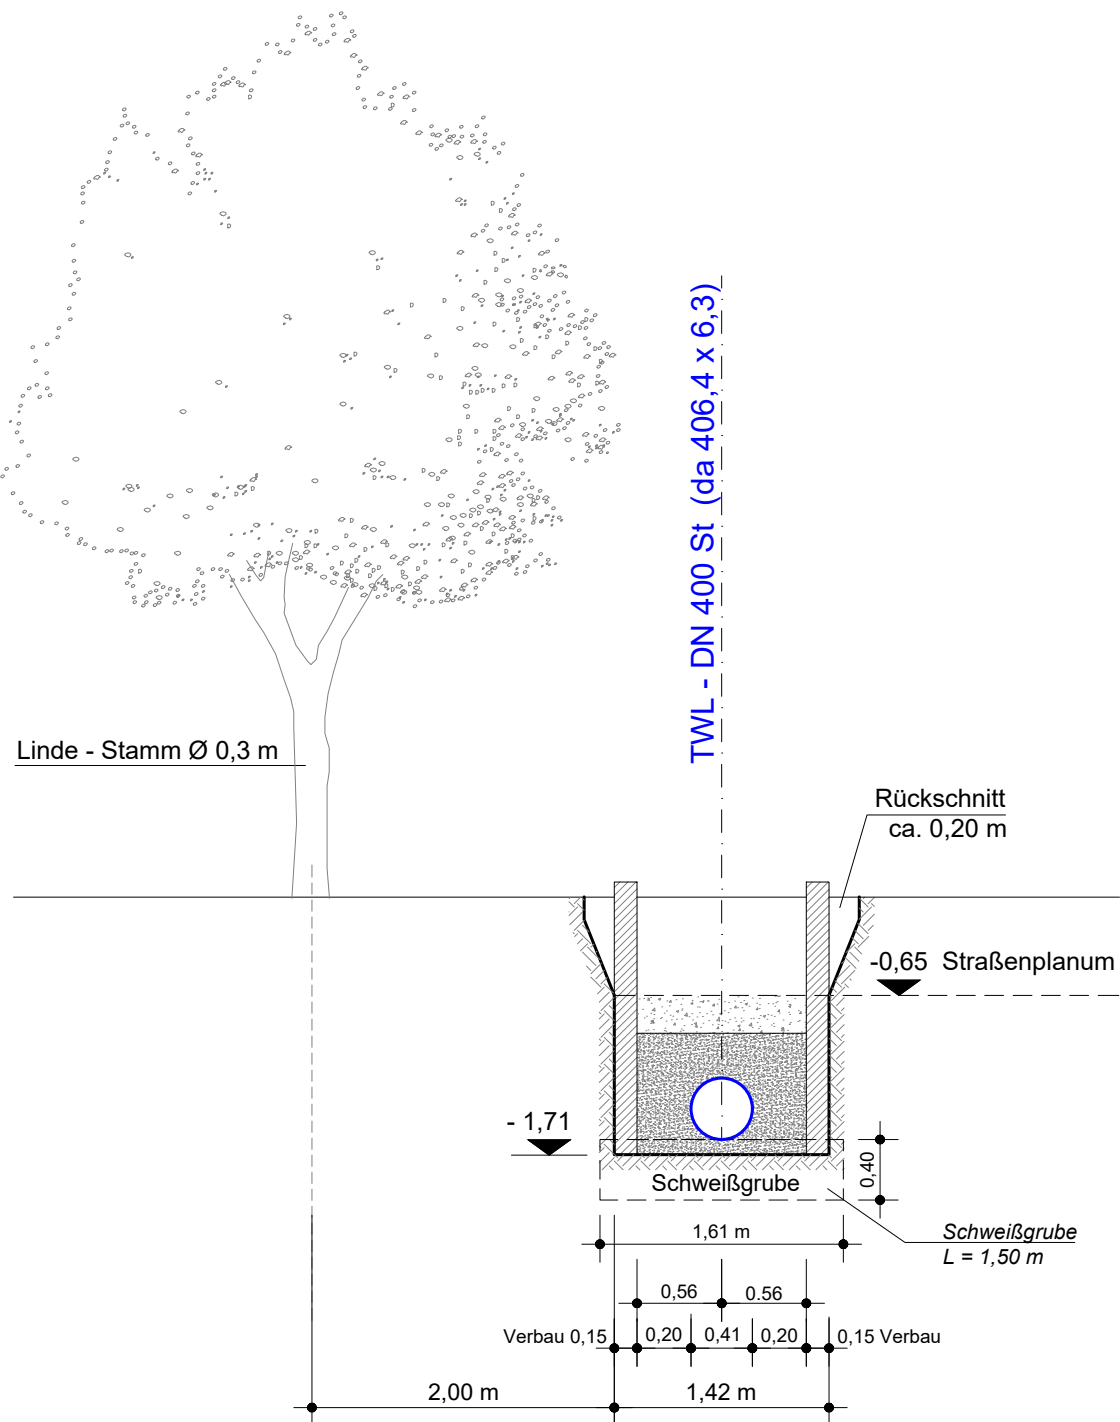 TWL - DN 400 St (da 406,4 x 6,3)
Linde - Stamm Ø 0,3 m
Rückschnitt
ca. 0,20 m
-0,65 Straßenplanum
- 1,71
0,40
Schweißgrube
Schweißgrube
L = 1,50 m
1,61 m
0,56 0.56
Verbau 0,15 0,20 0,41 0,20 0,15 Verbau
2,00 m 1,42 m